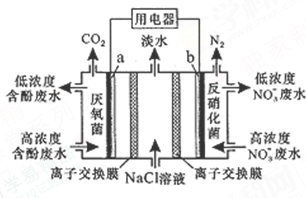 用电器
CO₂
淡水
N₂
a
b
低浓度
含酚废水
厌氧菌
反硝化菌
低浓度
NO₃⁻废水
高浓度
含酚废水
高浓度
NO₃⁻废水
离子交换膜
NaCl溶液
离子交换膜